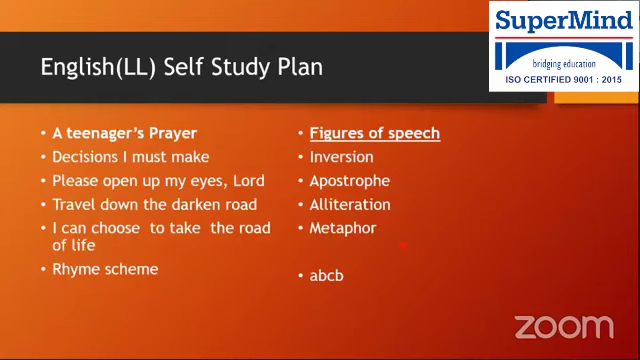 SuperMind
bridging education
ISO CERTIFIED 9001 : 2015
English(LL) Self Study Plan
• A teenager's Prayer
• Decisions I must make
• Please open up my eyes, Lord
• Travel down the darken road
• I can choose to take the road
of life
• Rhyme scheme
• Figures of speech
• Inversion
• Apostrophe
• Alliteration
• Metaphor
• abcb
zoom